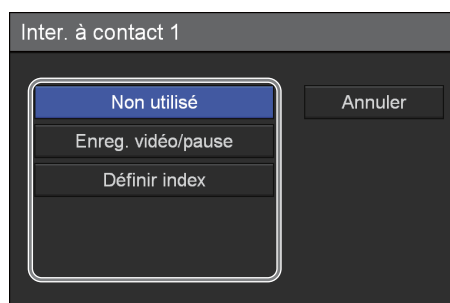 Inter. à contact 1
Non utilisé
Annuler
Enreg. vidéo/pause
Définir index